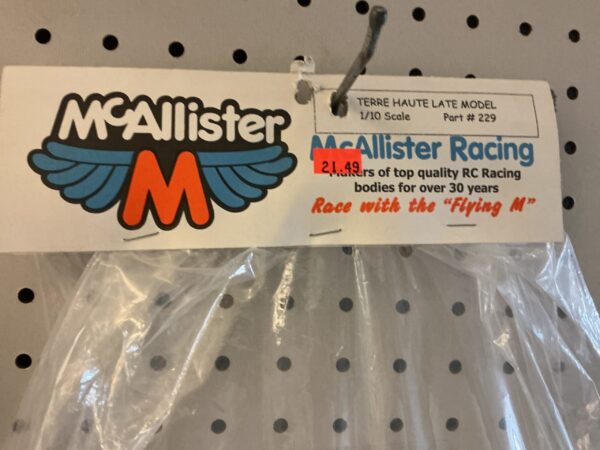 McAllister
M
TERRE HAUTE LATE MODEL
1/10 Scale Part # 229
McAllister Racing
21.49
Makers of top quality RC Racing
bodies for over 30 years
Race with the "Flying M"